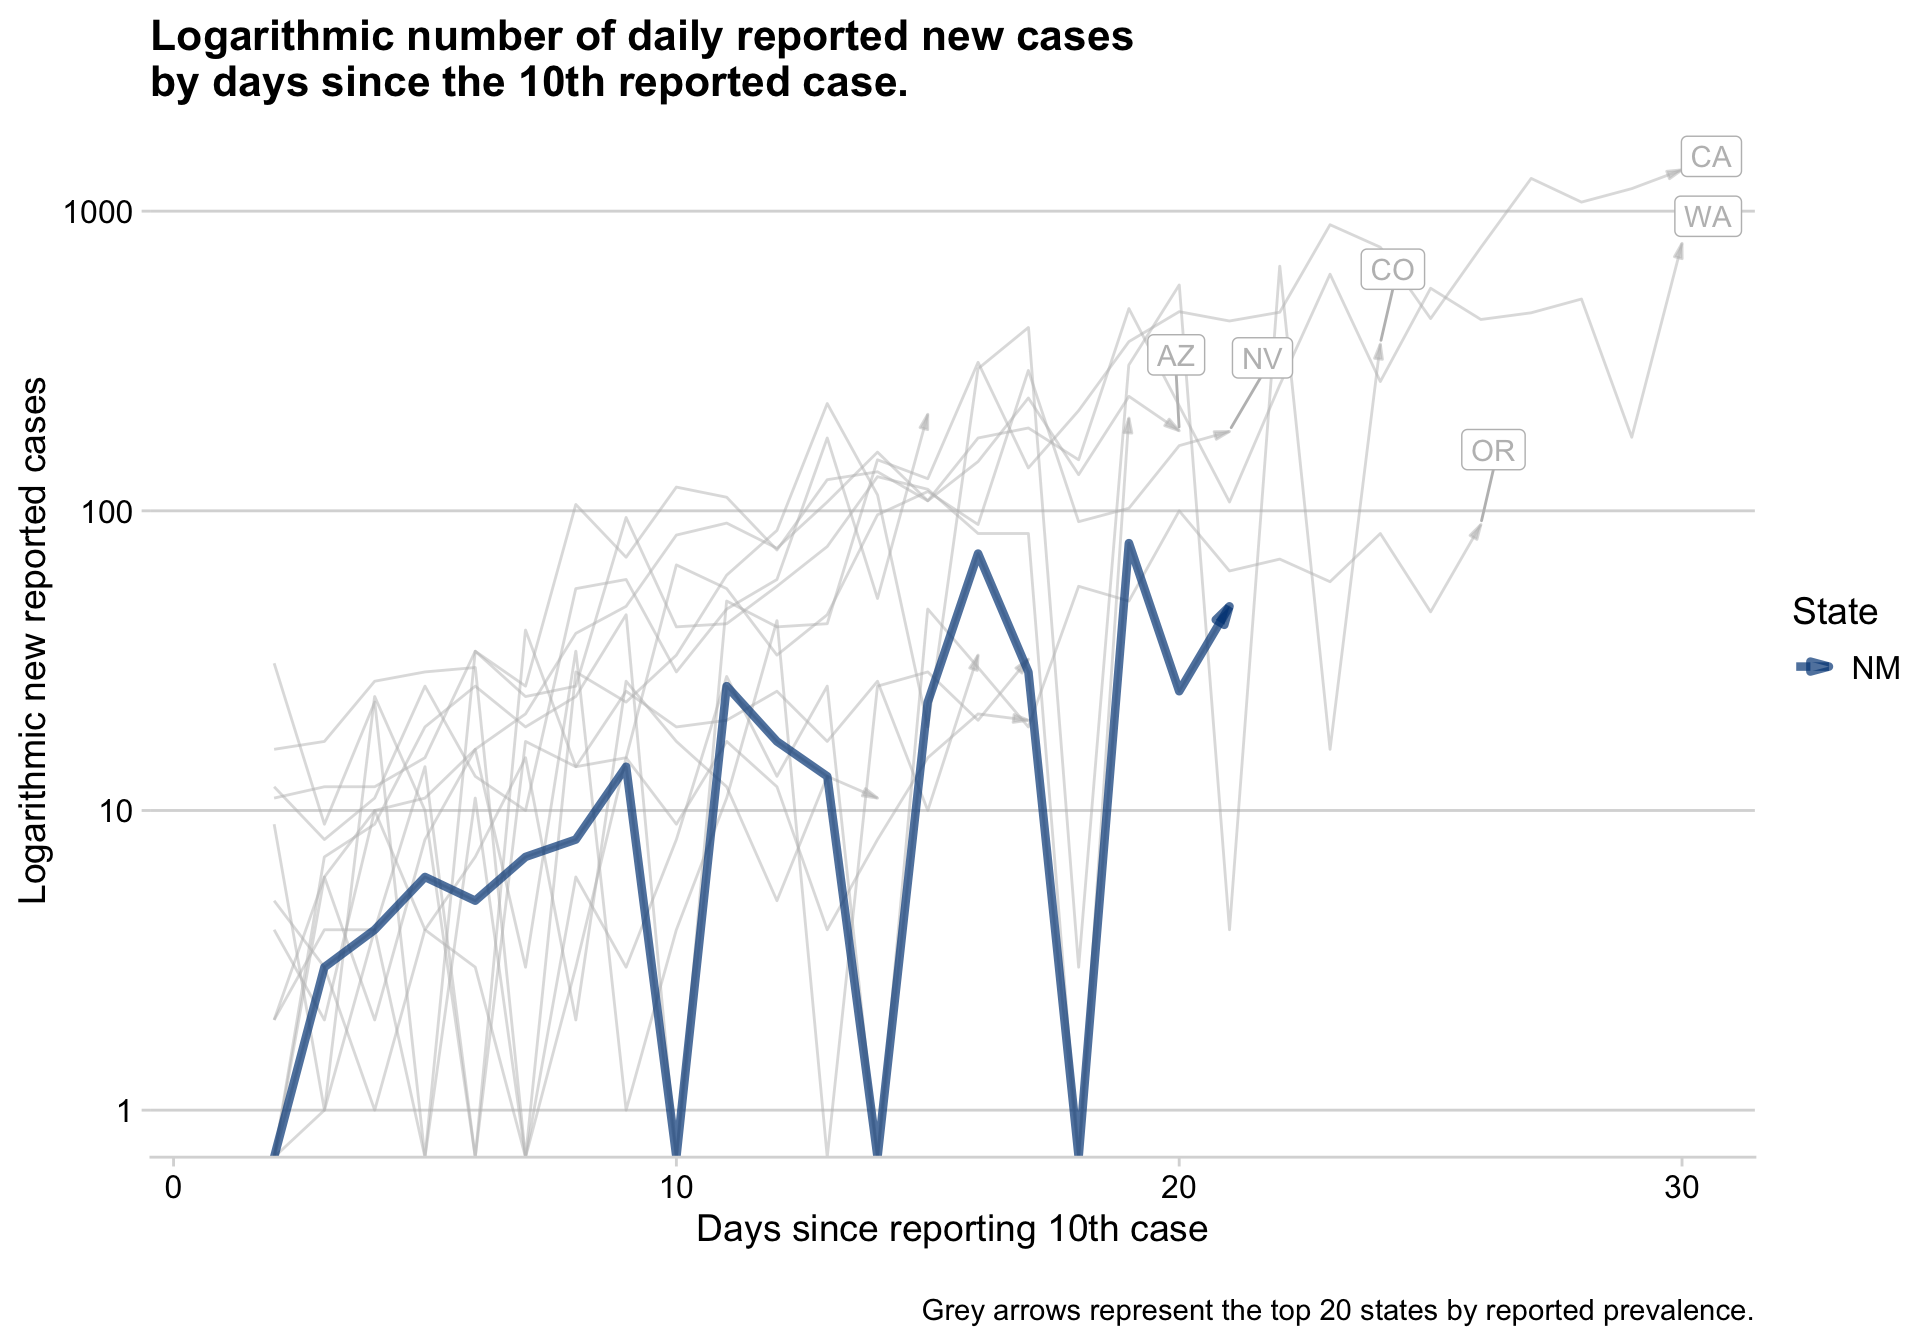 Logarithmic number of daily reported new cases
by days since the 10th reported case.
Logarithmic new reported cases
1000
100
10
1
CA
WA
CO
AZ
NV
OR
State
NM
0
10
20
30
Days since reporting 10th case
Grey arrows represent the top 20 states by reported prevalence.